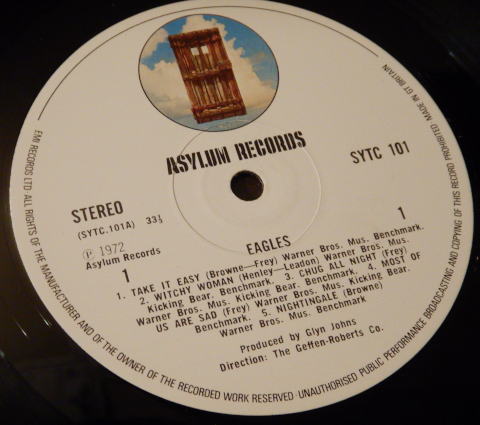 ASYLUM RECORDS
STEREO
(SYTC.101A) 33⅓
SYTC 101
℗ 1972
Asylum Records
1
1
EAGLES
1. TAKE IT EASY (Browne—Frey) Warner Bros. Mus. Benchmark.
2. WITCHY WOMAN (Henley—Leadon) Warner Bros. Mus.
Kicking Bear. Benchmark. 3. CHUG ALL NIGHT (Frey)
Warner Bros. Mus. Kicking Bear. Benchmark. 4. MOST OF
US ARE SAD (Frey) Warner Bros. Mus. Kicking Bear.
Benchmark. 5. NIGHTINGALE (Browne)
Warner Bros. Mus. Benchmark
Produced by Glyn Johns
Direction: The Geffen-Roberts Co.
EMI RECORDS LTD. ALL RIGHTS OF THE MANUFACTURER AND OF THE OWNER OF THE RECORDED WORK RESERVED · UNAUTHORISED PUBLIC PERFORMANCE BROADCASTING AND COPYING OF THIS RECORD PROHIBITED MADE IN GT BRITAIN